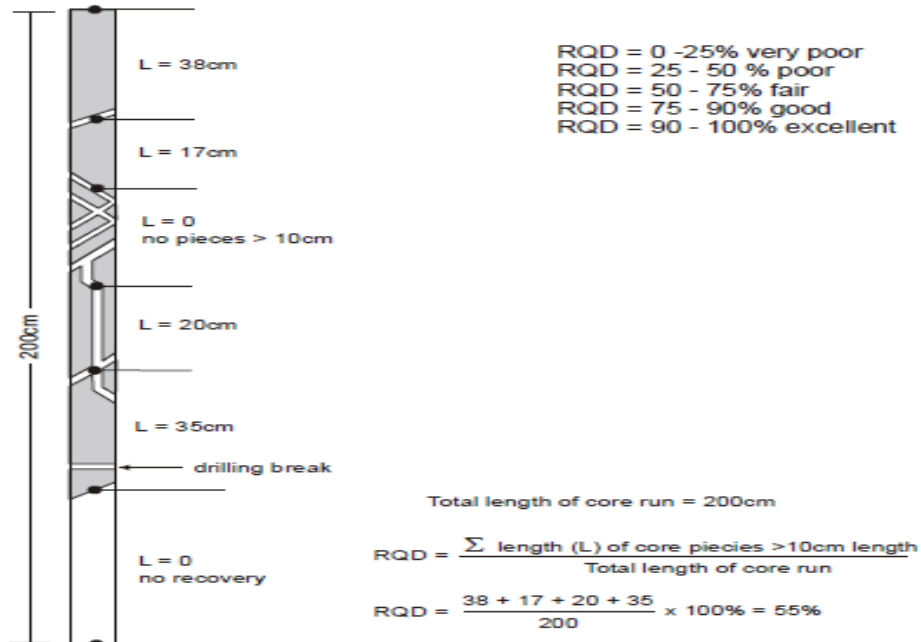 L = 38cm
RQD = 0 -25% very poor
RQD = 25 - 50 % poor
RQD = 50 - 75% fair
RQD = 75 - 90% good
RQD = 90 - 100% excellent
L = 17cm
L = 0
no pieces > 10cm
200cm
L = 20cm
L = 35cm
drilling break
L = 0
no recovery
Total length of core run = 200cm
RQD = Σ length (L) of core piecies >10cm length
Total length of core run
RQD = 38 + 17 + 20 + 35 x 100% = 55%
200